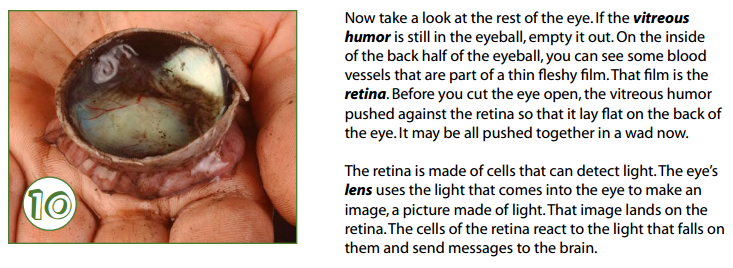 10
Now take a look at the rest of the eye. If the vitreous
humor is still in the eyeball, empty it out. On the inside
of the back half of the eyeball, you can see some blood
vessels that are part of a thin fleshy film. That film is the
retina. Before you cut the eye open, the vitreous humor
pushed against the retina so that it lay flat on the back of
the eye. It may be all pushed together in a wad now.
The retina is made of cells that can detect light. The eye's
lens uses the light that comes into the eye to make an
image, a picture made of light. That image lands on the
retina. The cells of the retina react to the light that falls on
them and send messages to the brain.